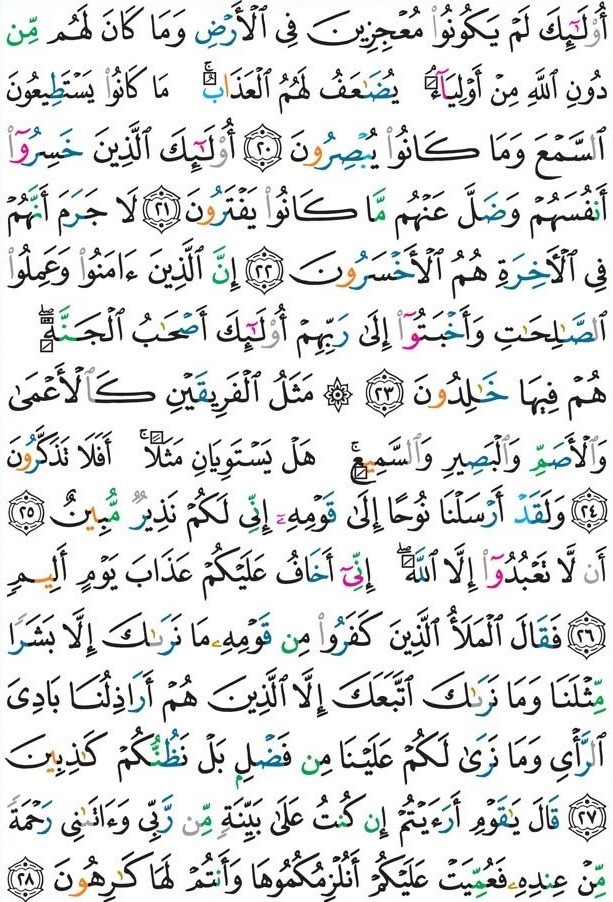 أُو۟لَـٰٓئِكَ لَمْ يَكُونُوا۟ مُعْجِزِينَ فِى ٱلْأَرْضِ وَمَا كَانَ لَهُم مِّن
دُونِ ٱللَّهِ مِنْ أَوْلِيَآءَ ۘ يُضَـٰعَفُ لَهُمُ ٱلْعَذَابُ ۚ مَا كَانُوا۟ يَسْتَطِيعُونَ
ٱلسَّمْعَ وَمَا كَانُوا۟ يُبْصِرُونَ ٢٠ أُو۟لَـٰٓئِكَ ٱلَّذِينَ خَسِرُوٓا۟
أَنفُسَهُمْ وَضَلَّ عَنْهُم مَّا كَانُوا۟ يَفْتَرُونَ ٢١ لَا جَرَمَ أَنَّهُمْ
فِى ٱلْـَٔاخِرَةِ هُمُ ٱلْأَخْسَرُونَ ٢٢ إِنَّ ٱلَّذِينَ ءَامَنُوا۟ وَعَمِلُوا۟
ٱلصَّـٰلِحَـٰتِ وَأَخْبَتُوٓا۟ إِلَىٰ رَبِّهِمْ أُو۟لَـٰٓئِكَ أَصْحَـٰبُ ٱلْجَنَّةِ ۖ
هُمْ فِيهَا خَـٰلِدُونَ ٢٣ ۞ مَثَلُ ٱلْفَرِيقَيْنِ كَٱلْأَعْمَىٰ
وَٱلْأَصَمِّ وَٱلْبَصِيرِ وَٱلسَّمِيعِ ۚ هَلْ يَسْتَوِيَانِ مَثَلًا ۚ أَفَلَا تَذَكَّرُونَ
٢٤ وَلَقَدْ أَرْسَلْنَا نُوحًا إِلَىٰ قَوْمِهِۦٓ إِنِّى لَكُمْ نَذِيرٌ مُّبِينٌ ٢٥
أَن لَّا تَعْبُدُوٓا۟ إِلَّا ٱللَّهَ ۖ إِنِّىٓ أَخَافُ عَلَيْكُمْ عَذَابَ يَوْمٍ أَلِيمٍ
٢٦ فَقَالَ ٱلْمَلَأُ ٱلَّذِينَ كَفَرُوا۟ مِن قَوْمِهِۦ مَا نَرَىٰكَ إِلَّا بَشَرًا
مِّثْلَنَا وَمَا نَرَىٰكَ ٱتَّبَعَكَ إِلَّا ٱلَّذِينَ هُمْ أَرَاذِلُنَا بَادِىَ
ٱلرَّأْىِ وَمَا نَرَىٰ لَكُمْ عَلَيْنَا مِن فَضْلٍۭ بَلْ نَظُنُّكُمْ كَـٰذِبِينَ
٢٧ قَالَ يَـٰقَوْمِ أَرَءَيْتُمْ إِن كُنتُ عَلَىٰ بَيِّنَةٍ مِّن رَّبِّى وَءَاتَىٰنِى رَحْمَةً
مِّنْ عِندِهِۦ فَعُمِّيَتْ عَلَيْكُمْ أَنُلْزِمُكُمُوهَا وَأَنتُمْ لَهَا كَـٰرِهُونَ ٢٨